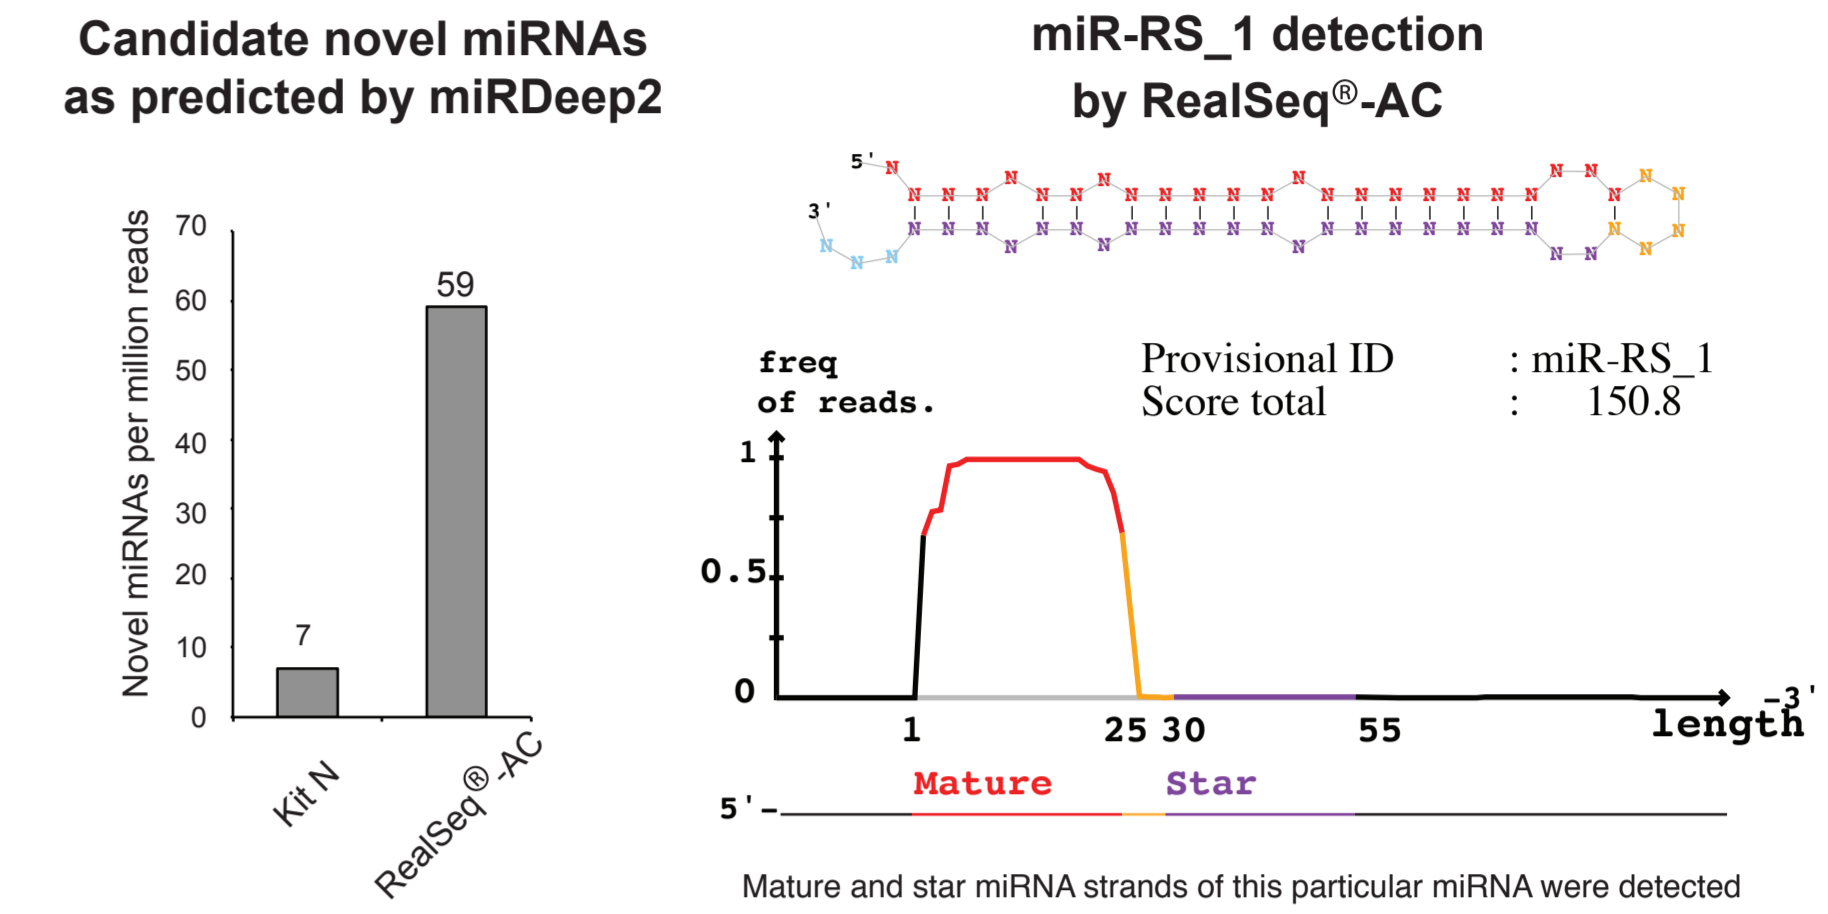 Candidate novel miRNAs
as predicted by miRDeep2
Novel miRNAs per million reads
70
60
50
40
30
20
10
0
7
59
Kit N
RealSeq®-AC
miR-RS_1 detection
by RealSeq®-AC
5'
N
N N N N N N N N N N N N N N N N N N N N N N N N N
3'
N N N
N N N N N N N N N N N N N N N N N N N N N N N N
N N
freq
of reads.
Provisional ID : miR-RS_1
Score total : 150.8
1
0.5
0
1 25 30 55 length -3'
Mature Star
5'-
Mature and star miRNA strands of this particular miRNA were detected